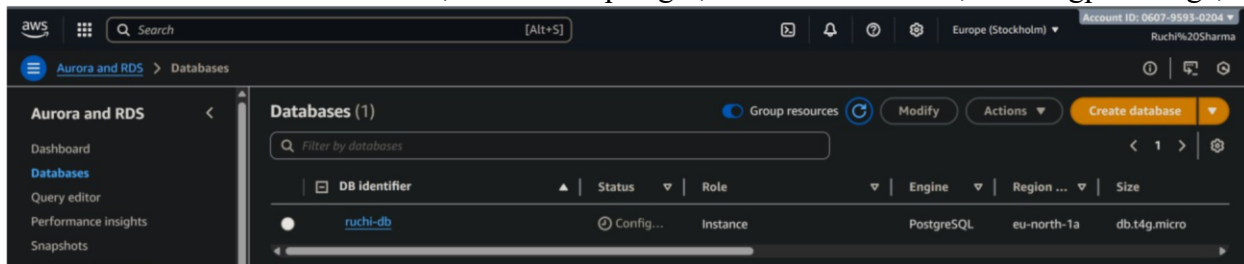 aws Search [Alt+S] Europe (Stockholm) Account ID: 0607-9593-0204
Ruchi%20Sharma
Aurora and RDS > Databases
Aurora and RDS
Databases (1) Group resources Modify Actions Create database
Dashboard
Filter by databases 1
Databases
Query editor
DB identifier Status Role Engine Region ... Size
Performance insights
ruchi-db Config... Instance PostgreSQL eu-north-1a db.t4g.micro
Snapshots